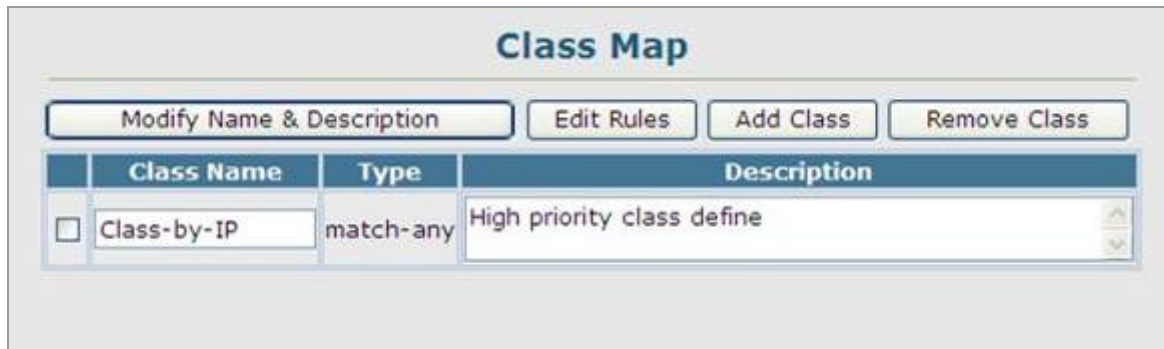 Class Map
Modify Name & Description Edit Rules Add Class Remove Class
Class Name Type Description
Class-by-IP match-any High priority class define